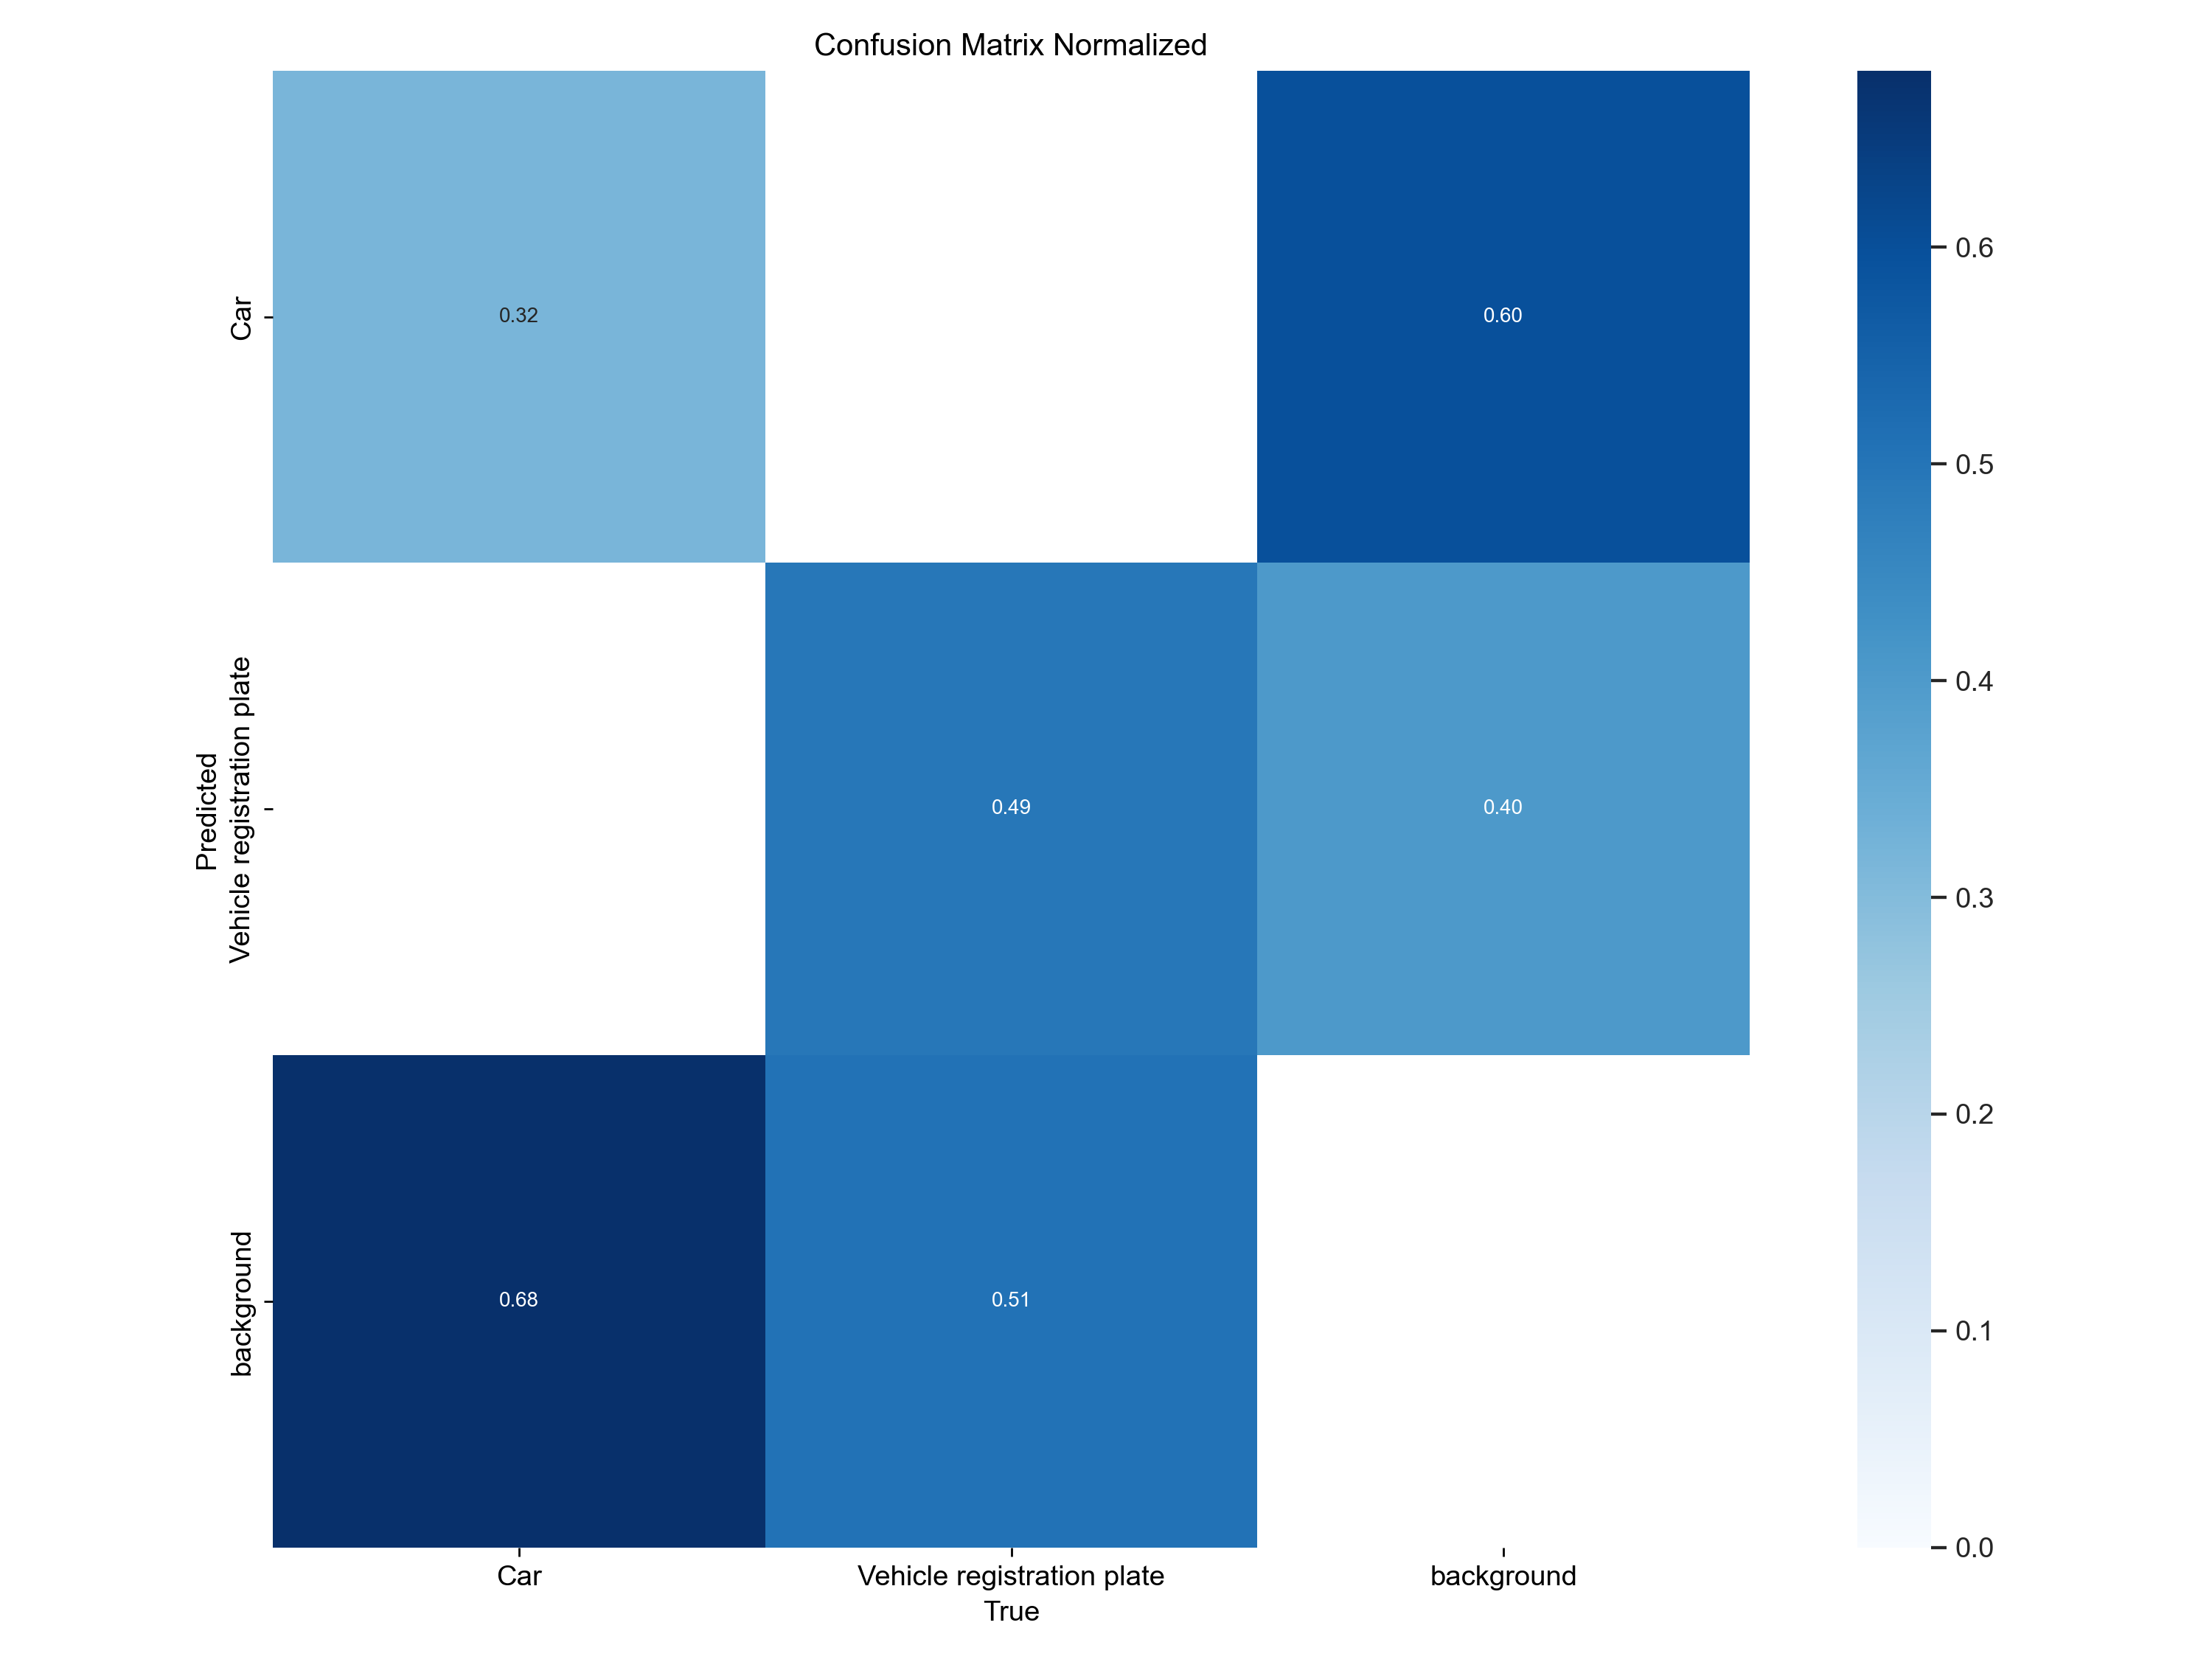 Confusion Matrix Normalized
Car
0.32
0.60
0.6
0.5
Predicted
Vehicle registration plate
0.49
0.40
0.4
0.3
background
0.68
0.51
0.2
0.1
0.0
Car
Vehicle registration plate
background
True